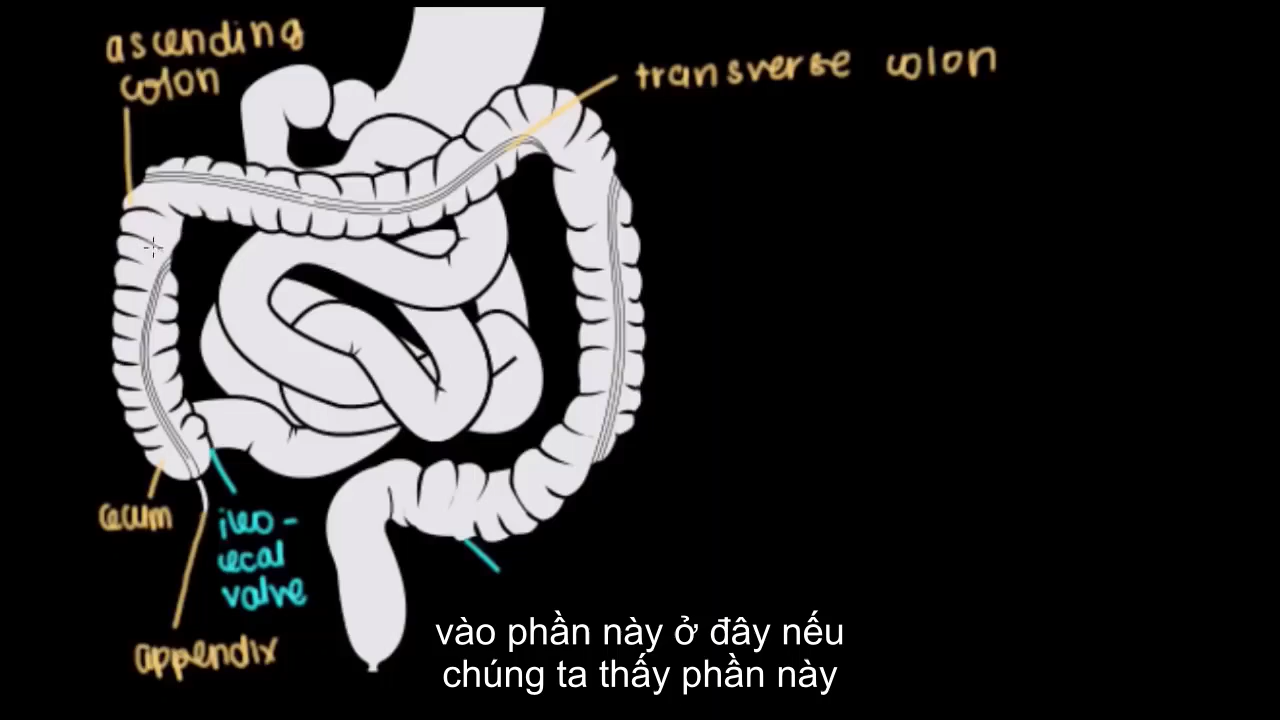 ascending
colon
transverse colon
cecum
ileo-
cecal
valve
appendix
vào phần này ở đây nếu
chúng ta thấy phần này